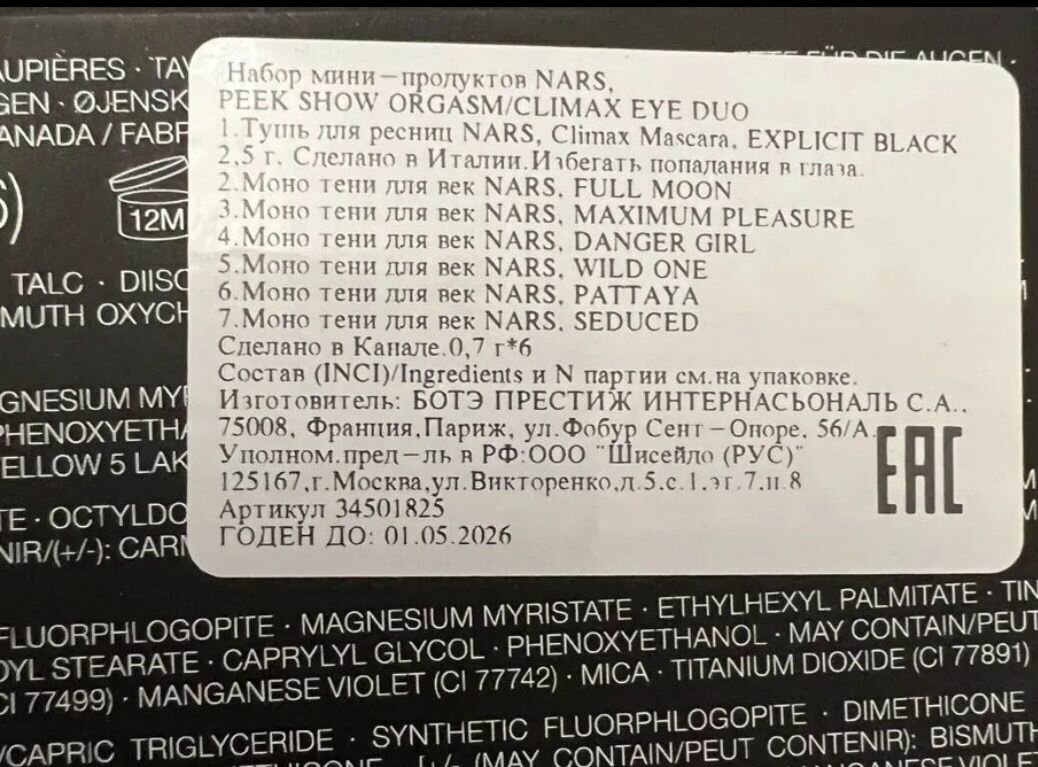 AUPIÈRES · TA
GEN · ØJENSK
ANADA / FABR
12M
TALC · DIISC
MUTH OXYCH
GNESIUM MY
PHENOXYETHA
YELLOW 5 LAK
TE · OCTYLDO
NIR/(+/-): CARM
Набор мини-продуктов NARS,
PEEK SHOW ORGASM/CLIMAX EYE DUO
1.Тушь для ресниц NARS, Climax Mascara, EXPLICIT BLACK
2,5 г. Сделано в Италии.Избегать попадания в глаза.
2.Моно тени для век NARS, FULL MOON
3.Моно тени для век NARS, MAXIMUM PLEASURE
4.Моно тени для век NARS, DANGER GIRL
5.Моно тени для век NARS, WILD ONE
6.Моно тени для век NARS, PATTAYA
7.Моно тени для век NARS, SEDUCED
Сделано в Канаде.0,7 г*6
Состав (INCI)/Ingredients и N партии см.на упаковке.
Изготовитель: БОТЭ ПРЕСТИЖ ИНТЕРНАСЬОНАЛЬ С.А.,
75008, Франция,Париж, ул.Фобур Сент-Оноре, 56/А.
Уполном.пред-ль в РФ:ООО "Шисейдо (РУС)"
125167,г.Москва,ул.Викторенко,д.5,с.1,эт.7,п.8
Артикул 34501825
ГОДЕН ДО: 01.05.2026
EAC
FLUORPHLOGOPITE · MAGNESIUM MYRISTATE · ETHYLHEXYL PALMITATE · TIN
DYL STEARATE · CAPRYLYL GLYCOL · PHENOXYETHANOL · MAY CONTAIN/PEUT
CI 77499) · MANGANESE VIOLET (CI 77742) · MICA · TITANIUM DIOXIDE (CI 77891)
/CAPRIC TRIGLYCERIDE · SYNTHETIC FLUORPHLOGOPITE · DIMETHICONE
(MAY CONTAIN/PEUT CONTENIR): BISMUTH